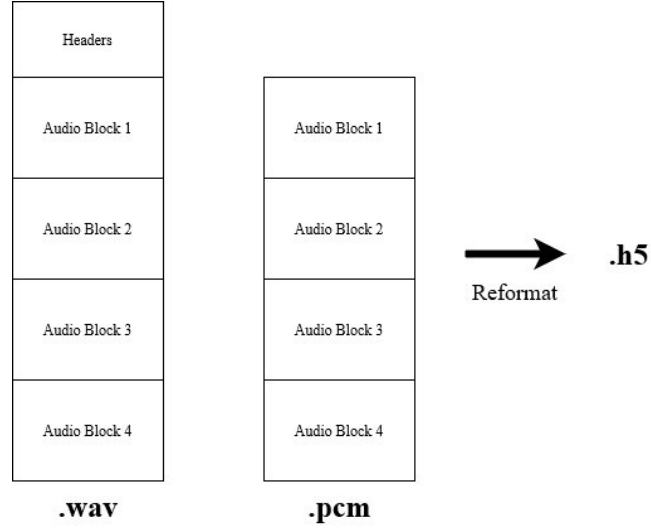 Headers
Audio Block 1
Audio Block 2
Audio Block 3
Audio Block 4
.wav
Audio Block 1
Audio Block 2
Audio Block 3
Audio Block 4
.pcm
Reformat
.h5